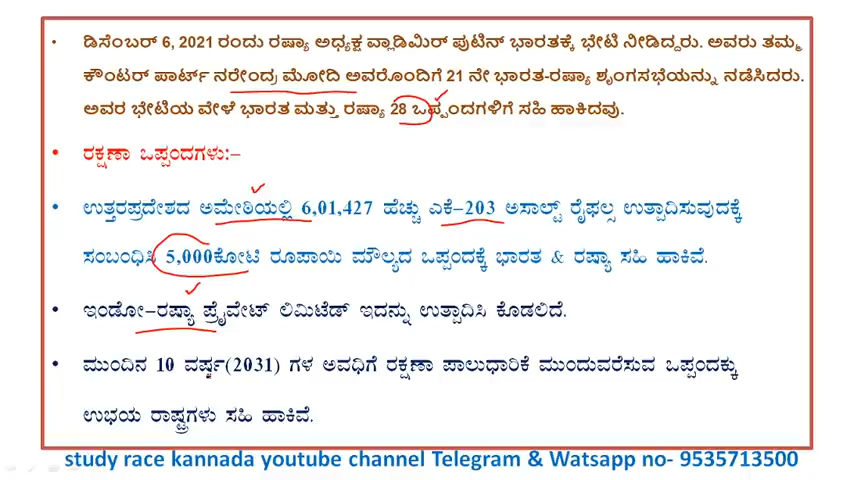 • ಡಿಸೆಂಬರ್ 6, 2021 ರಂದು ರಷ್ಯಾ ಅಧ್ಯಕ್ಷ ವ್ಲಾಡಿಮಿರ್ ಪುಟಿನ್ ಭಾರತಕ್ಕೆ ಭೇಟಿ ನೀಡಿದ್ದರು. ಅವರು ತಮ್ಮ
ಕೌಂಟರ್ ಪಾರ್ಟ್ ನರೇಂದ್ರ ಮೋದಿ ಅವರೊಂದಿಗೆ 21 ನೇ ಭಾರತ-ರಷ್ಯಾ ಶೃಂಗಸಭೆಯನ್ನು ನಡೆಸಿದರು.
ಅವರ ಭೇಟಿಯ ವೇಳೆ ಭಾರತ ಮತ್ತು ರಷ್ಯಾ 28 ಒಪ್ಪಂದಗಳಿಗೆ ಸಹಿ ಹಾಕಿದವು.
• ರಕ್ಷಣಾ ಒಪ್ಪಂದಗಳು:–
• ಉತ್ತರಪ್ರದೇಶದ ಅಮೇಠಿಯಲ್ಲಿ 6,01,427 ಹೆಚ್ಚು ಎಕೆ–203 ಅಸಾಲ್ಟ್ ರೈಫಲ್ಸ ಉತ್ಪಾದಿಸುವುದಕ್ಕೆ
ಸಂಬಂಧಿಸಿ 5,000ಕೋಟಿ ರೂಪಾಯಿ ಮೌಲ್ಯದ ಒಪ್ಪಂದಕ್ಕೆ ಭಾರತ & ರಷ್ಯಾ ಸಹಿ ಹಾಕಿವೆ.
• ಇಂಡೋ–ರಷ್ಯಾ ಪ್ರೈವೇಟ್ ಲಿಮಿಟೆಡ್ ಇದನ್ನು ಉತ್ಪಾದಿಸಿ ಕೊಡಲಿದೆ.
• ಮುಂದಿನ 10 ವರ್ಷ(2031) ಗಳ ಅವಧಿಗೆ ರಕ್ಷಣಾ ಪಾಲುಧಾರಿಕೆ ಮುಂದುವರೆಸುವ ಒಪ್ಪಂದಕ್ಕು
ಉಭಯ ರಾಷ್ಟ್ರಗಳು ಸಹಿ ಹಾಕಿವೆ.
study race kannada youtube channel Telegram & Watsapp no- 9535713500